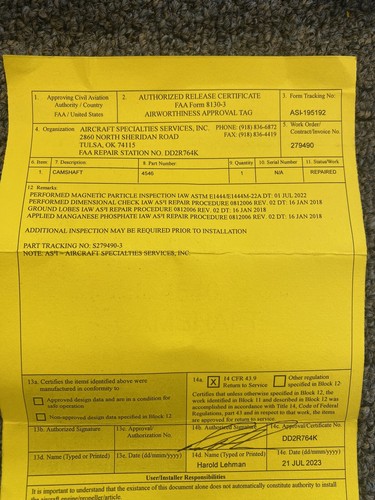 1. Approving Civil Aviation Authority / Country
FAA / United States
2. AUTHORIZED RELEASE CERTIFICATE
FAA Form 8130-3
AIRWORTHINESS APPROVAL TAG
3. Form Tracking No:
ASI-195192
4. Organization AIRCRAFT SPECIALTIES SERVICES, INC. PHONE: (918) 836-6872
2860 NORTH SHERIDAN ROAD FAX: (918) 836-4419
TULSA, OK 74115
FAA REPAIR STATION NO. DD2R764K
5. Work Order/
Contract/Invoice No.
279490
6. Item 7. Description 8. Part Number: 9. Quantity 10. Serial Number 11. Status/Work
1 CAMSHAFT 4546 1 N/A REPAIRED
12. Remarks
PERFORMED MAGNETIC PARTICLE INSPECTION IAW ASTM E1444/E1444M-22A DT: 01 JUL 2022
PERFORMED DIMENSIONAL CHECK IAW AS²I REPAIR PROCEDURE 0812006 REV. 02 DT: 16 JAN 2018
GROUND LOBES IAW AS²I REPAIR PROCEDURE 0812006 REV. 02 DT: 16 JAN 2018
APPLIED MANGANESE PHOSPHATE IAW AS²I REPAIR PROCEDURE 0812006 REV. 02 DT: 16 JAN 2018
ADDITIONAL INSPECTION MAY BE REQUIRED PRIOR TO INSTALLATION
PART TRACKING NO: S279490-3
NOTE: AS²I = AIRCRAFT SPECIALTIES SERVICES, INC.
13a. Certifies the items identified above were
manufactured in conformity to:
Approved design data and are in a condition for
safe operation
Non-approved design data specified in Block 12
14a. X 14 CFR 43.9
Return to Service
Other regulation
specified in Block 12
Certifies that unless otherwise specified in Block 12, the
work identified in Block 11 and described in Block 12 was
accomplished in accordance with Title 14, Code of Federal
Regulations, part 43 and in respect to that work, the items
are approved for return to service.
13b. Authorized Signature
13c. Approval/
Authorization No.
14b. Authorized Signature
14c. Approval/Certificate No.
DD2R764K
13d. Name (Typed or Printed)
13e. Date (dd/mmm/yyyy)
14d. Name (Typed or Printed)
Harold Lehman
14e. Date (dd/mmm/yyyy)
21 JUL 2023
User/Installer Responsibilities
It is important to understand that the existance of this document alone does not automatically constitute authority to install
the aircraft engine/propeller/article.